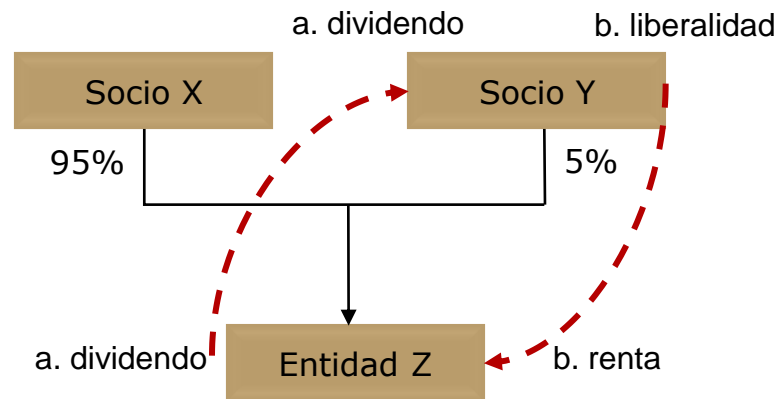 a. dividendo b. liberalidad
Socio X Socio Y
95% 5%
a. dividendo Entidad Z b. renta